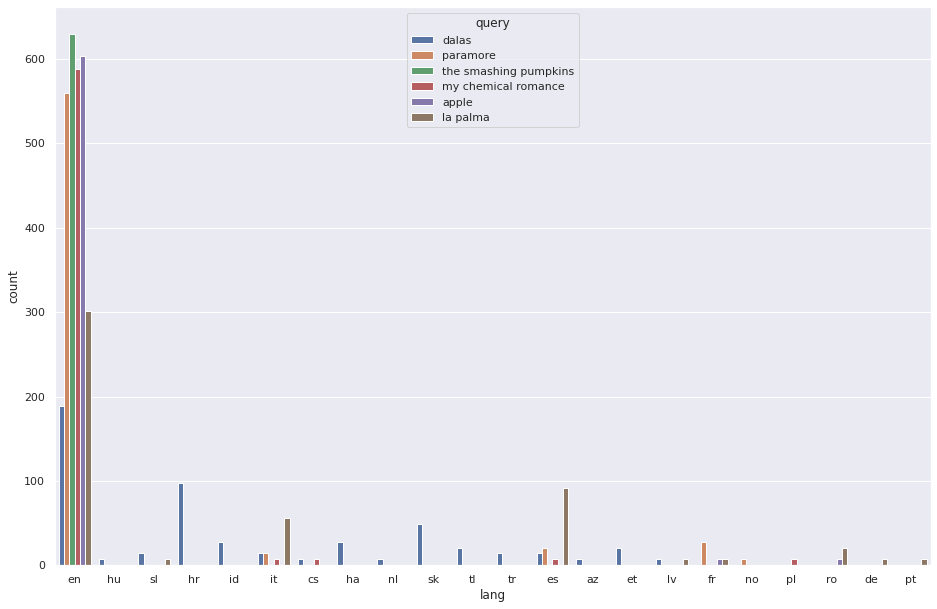 query
dalas
paramore
the smashing pumpkins
my chemical romance
apple
la palma
600
500
400
300
200
100
0
count
en hu sl hr id it cs ha nl sk tl tr es az et lv fr no pl ro de pt
lang